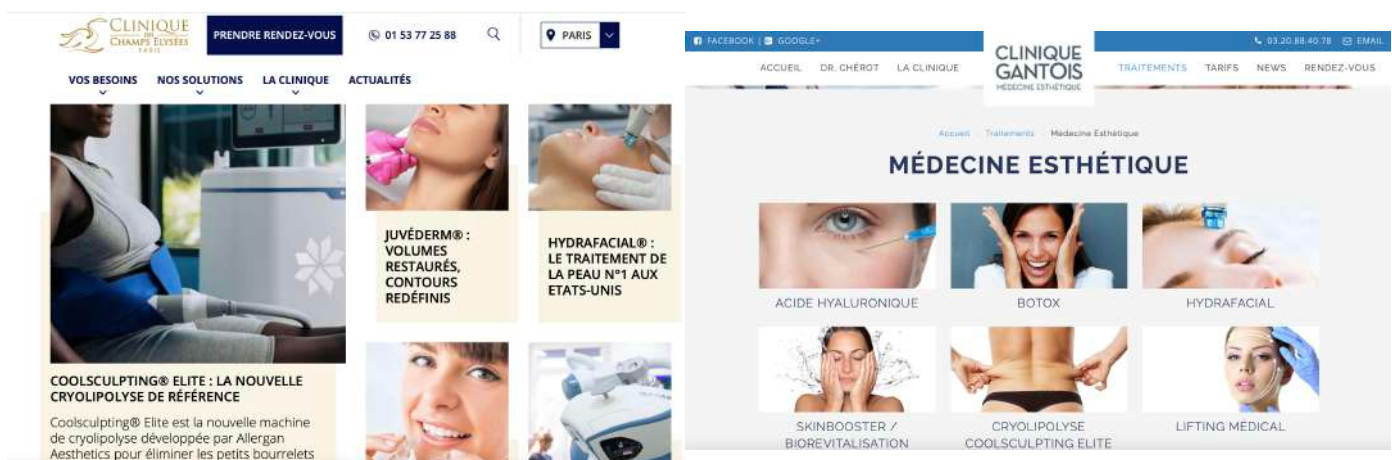 CLINIQUE
DES
CHAMPS ELYSÉES
PARIS
PRENDRE RENDEZ-VOUS
01 53 77 25 88
PARIS
VOS BESOINS NOS SOLUTIONS LA CLINIQUE ACTUALITÉS
COOLSCULPTING® ELITE : LA NOUVELLE
CRYOLIPOLYSE DE RÉFÉRENCE
Coolsculpting® Elite est la nouvelle machine
de cryolipolyse développée par Allergan
Aesthetics pour éliminer les petits bourrelets
JUVÉDERM® :
VOLUMES
RESTAURÉS,
CONTOURS
REDÉFINIS
HYDRAFACIAL® :
LE TRAITEMENT DE
LA PEAU N°1 AUX
ETATS-UNIS
FACEBOOK | GOOGLE+
03.20.88.40.78 EMAIL
ACCUEIL DR. CHÉROT LA CLINIQUE
CLINIQUE
GANTOIS
MÉDECINE ESTHÉTIQUE
TRAITEMENTS TARIFS NEWS RENDEZ-VOUS
Accueil Traitements Médecine Esthétique
MÉDECINE ESTHÉTIQUE
ACIDE HYALURONIQUE
BOTOX
HYDRAFACIAL
SKINBOOSTER /
BIOREVITALISATION
CRYOLIPOLYSE
COOLSCULPTING ELITE
LIFTING MÉDICAL